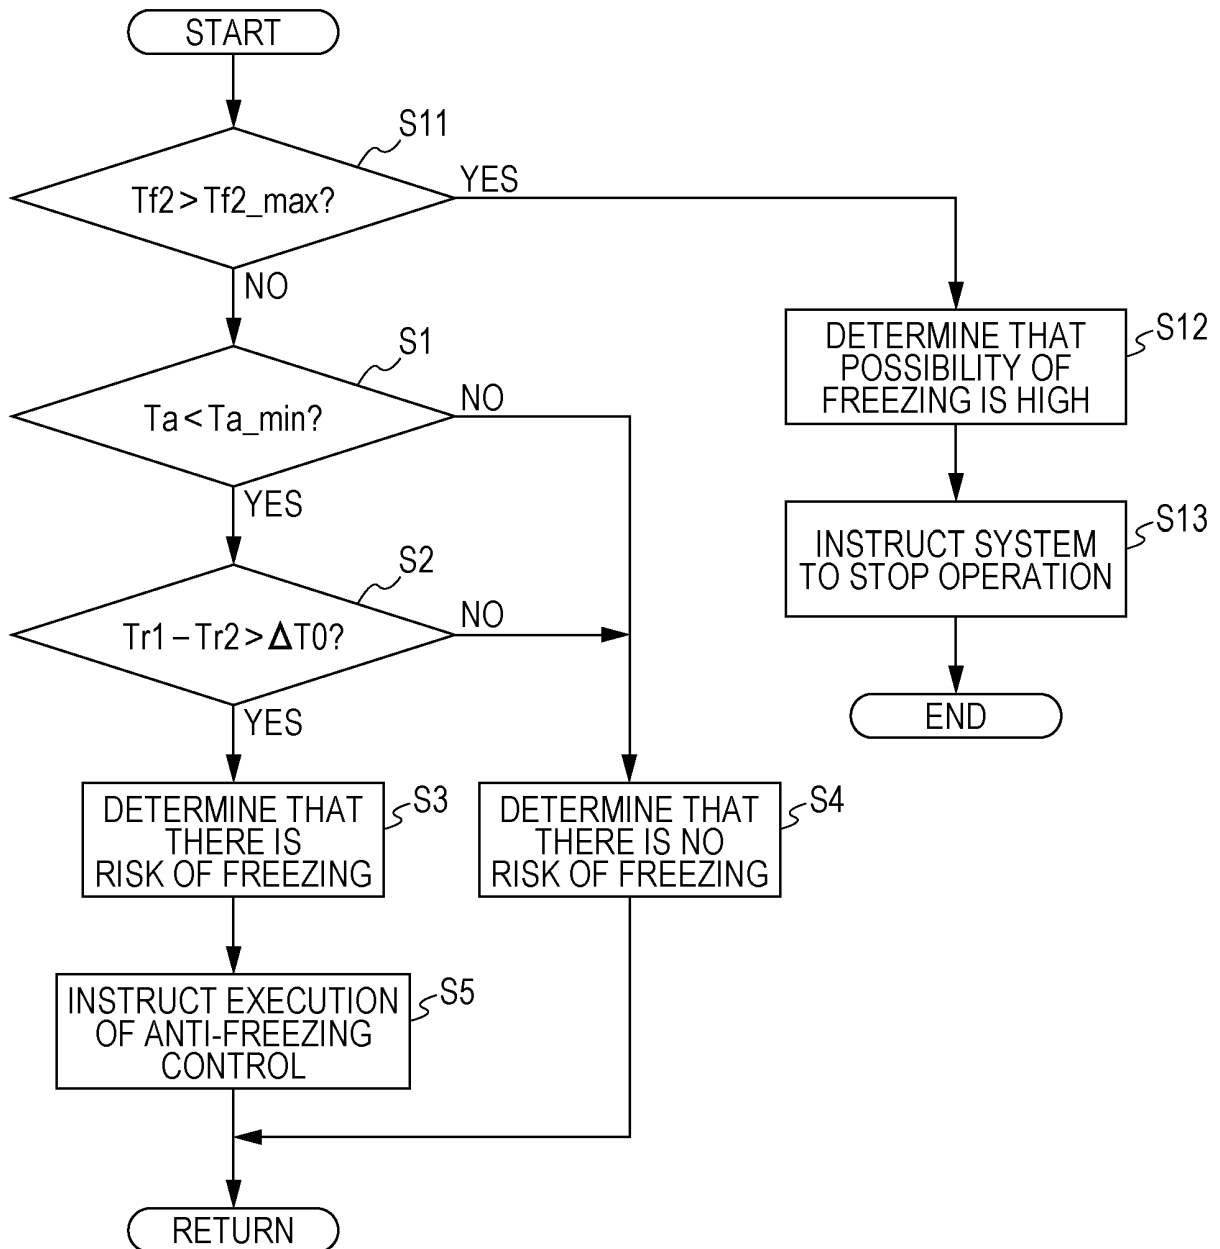 START
S11
Tf2 > Tf2_max?
YES
NO
S12
DETERMINE THAT
POSSIBILITY OF
FREEZING IS HIGH
S1
Ta < Ta_min?
NO
YES
S13
INSTRUCT SYSTEM
TO STOP OPERATION
S2
Tr1 – Tr2 > ΔT0?
NO
YES
END
S3
DETERMINE THAT
THERE IS
RISK OF FREEZING
S4
DETERMINE THAT
THERE IS NO
RISK OF FREEZING
S5
INSTRUCT EXECUTION
OF ANTI-FREEZING
CONTROL
RETURN